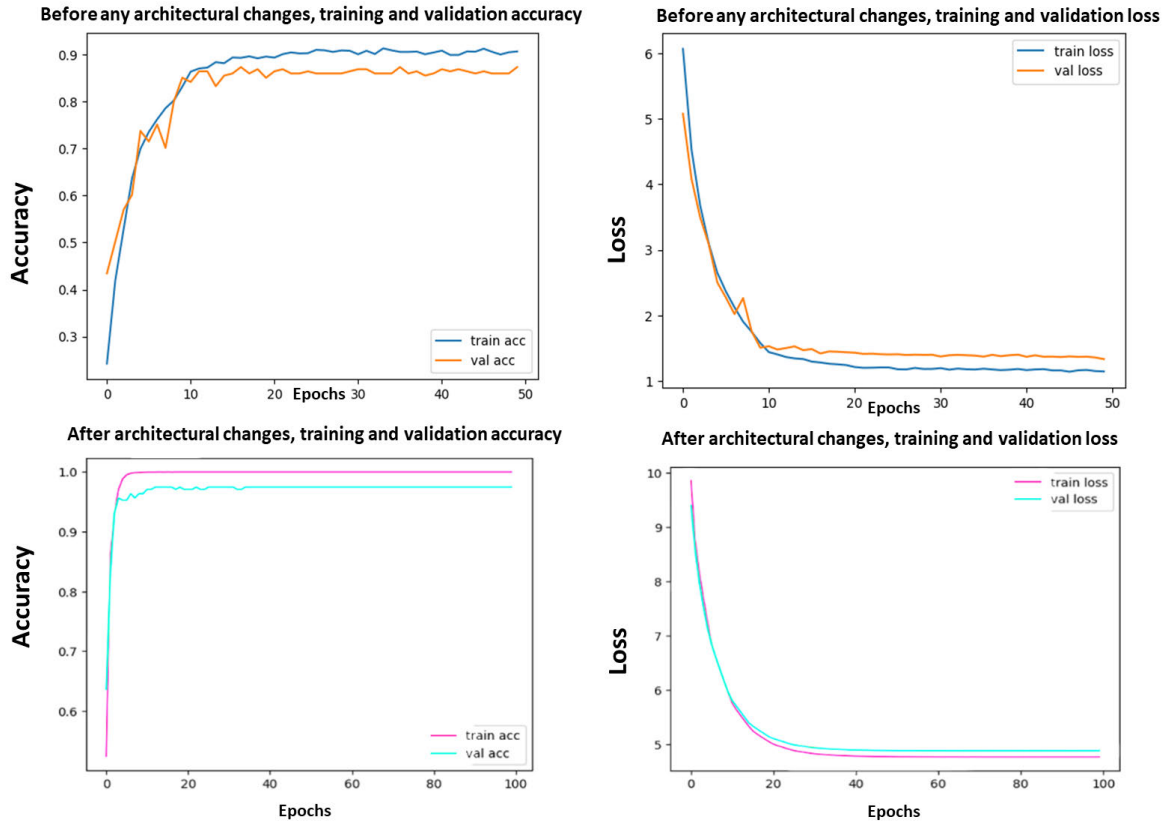 Before any architectural changes, training and validation accuracy
0.9
0.8
0.7
0.6
0.5
0.4
0.3
Accuracy
train acc
val acc
0 10 20 30 40 50
Epochs
Before any architectural changes, training and validation loss
6
5
4
3
2
1
Loss
train loss
val loss
0 10 20 30 40 50
Epochs
After architectural changes, training and validation accuracy
1.0
0.9
0.8
0.7
0.6
Accuracy
train acc
val acc
0 20 40 60 80 100
Epochs
After architectural changes, training and validation loss
10
9
8
7
6
5
Loss
train loss
val loss
0 20 40 60 80 100
Epochs